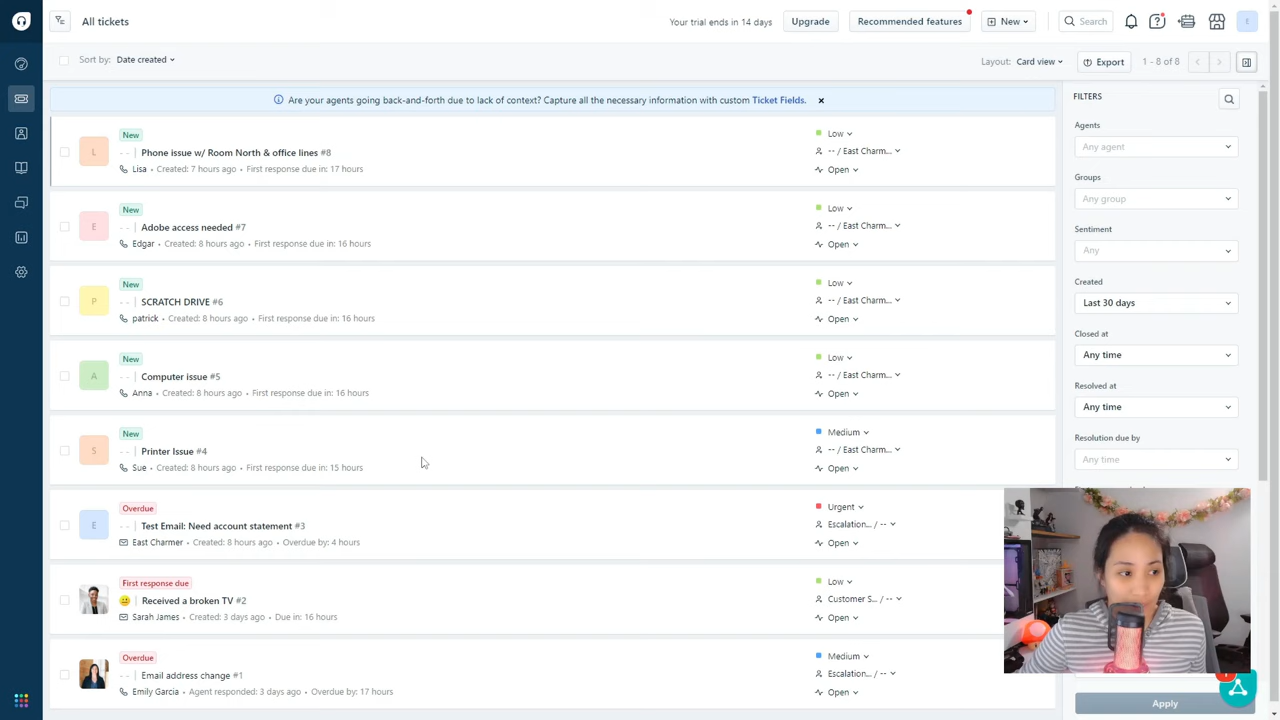 All tickets
Your trial ends in 14 days
Upgrade
Recommended features
New
Search
E
Sort by: Date created
Layout: Card view
Export
1 - 8 of 8
Are your agents going back-and-forth due to lack of context? Capture all the necessary information with custom Ticket Fields.
New
L
-- Phone issue w/ Room North & office lines #8
Lisa • Created: 7 hours ago • First response due in: 17 hours
Low
-- / East Charm...
Open
New
E
-- Adobe access needed #7
Edgar • Created: 8 hours ago • First response due in: 16 hours
Low
-- / East Charm...
Open
New
P
-- SCRATCH DRIVE #6
patrick • Created: 8 hours ago • First response due in: 16 hours
Low
-- / East Charm...
Open
New
A
-- Computer issue #5
Anna • Created: 8 hours ago • First response due in: 16 hours
Low
-- / East Charm...
Open
New
S
-- Printer Issue #4
Sue • Created: 8 hours ago • First response due in: 15 hours
Medium
-- / East Charm...
Open
Overdue
E
-- Test Email: Need account statement #3
East Charmer • Created: 8 hours ago • Overdue by: 4 hours
Urgent
Escalation... / --
Open
First response due
Received a broken TV #2
Sarah James • Created: 3 days ago • Due in: 16 hours
Low
Customer S... / --
Open
Overdue
-- Email address change #1
Emily Garcia • Agent responded: 3 days ago • Overdue by: 17 hours
Medium
Escalation... / --
Open
FILTERS
Agents
Any agent
Groups
Any group
Sentiment
Any
Created
Last 30 days
Closed at
Any time
Resolved at
Any time
Resolution due by
Any time
Apply